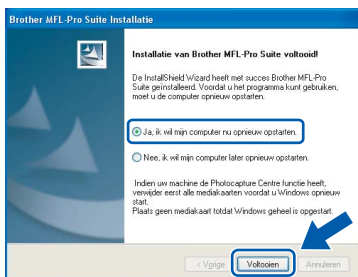 Brother MFL-Pro Suite Installatie
Installatie van Brother MFL-Pro Suite voltooid!
De InstallShield Wizard heeft met succes Brother MFL-Pro
Suite geïnstalleerd. Voordat u het programma kunt gebruiken,
moet u de computer opnieuw opstarten.
Ja, ik wil mijn computer nu opnieuw opstarten.
Nee, ik wil mijn computer later opnieuw opstarten.
Indien uw machine de Photocapture Centre functie heeft,
verwijder eerst alle mediakaarten voordat u Windows opnieuw
start.
Plaats geen mediakaart totdat Windows geheel is opgestart.
< Vorige
Voltooien
Annuleren